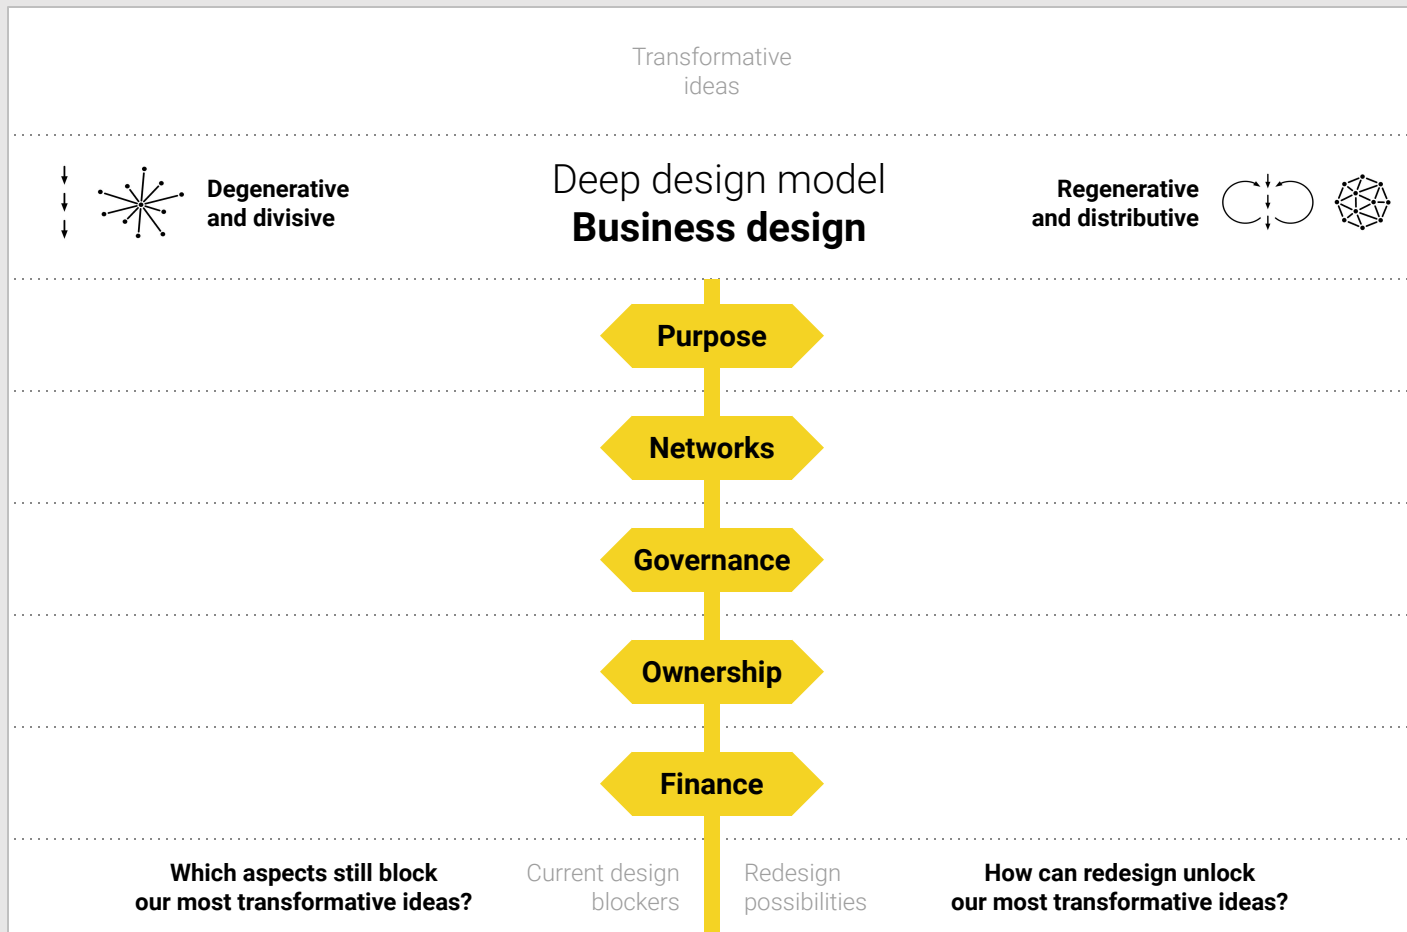 Transformative
ideas
Degenerative
and divisive
Deep design model
Business design
Regenerative
and distributive
Purpose
Networks
Governance
Ownership
Finance
Which aspects still block
our most transformative ideas?
Current design
blockers
Redesign
possibilities
How can redesign unlock
our most transformative ideas?